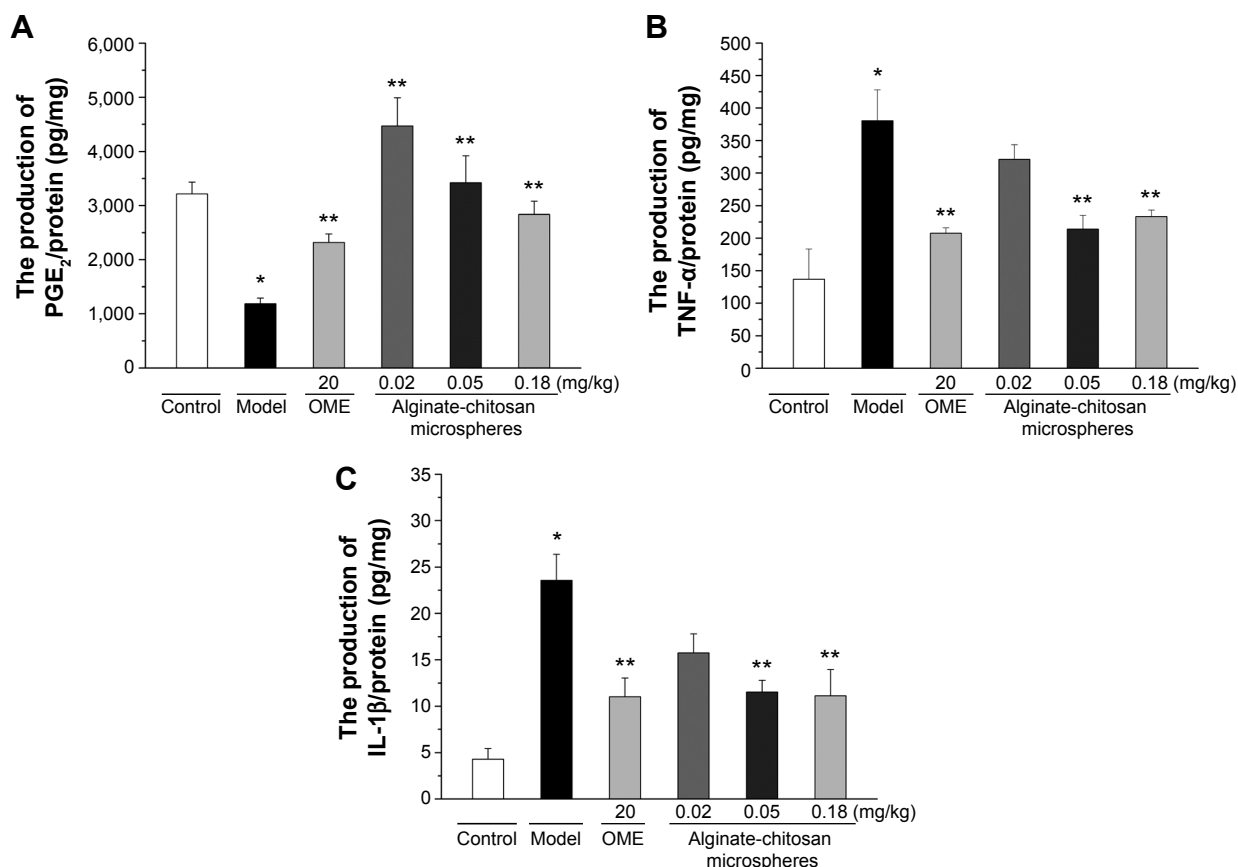 A
The production of
PGE₂/protein (pg/mg)
6,000
5,000
4,000
3,000
2,000
1,000
0
*
**
**
**
**
20 0.02 0.05 0.18 (mg/kg)
Control Model OME Alginate-chitosan
microspheres
B
The production of
TNF-α/protein (pg/mg)
500
450
400
350
300
250
200
150
100
50
0
*
**
**
**
20 0.02 0.05 0.18 (mg/kg)
Control Model OME Alginate-chitosan
microspheres
C
The production of
IL-1β/protein (pg/mg)
35
30
25
20
15
10
5
0
*
**
**
**
20 0.02 0.05 0.18 (mg/kg)
Control Model OME Alginate-chitosan
microspheres